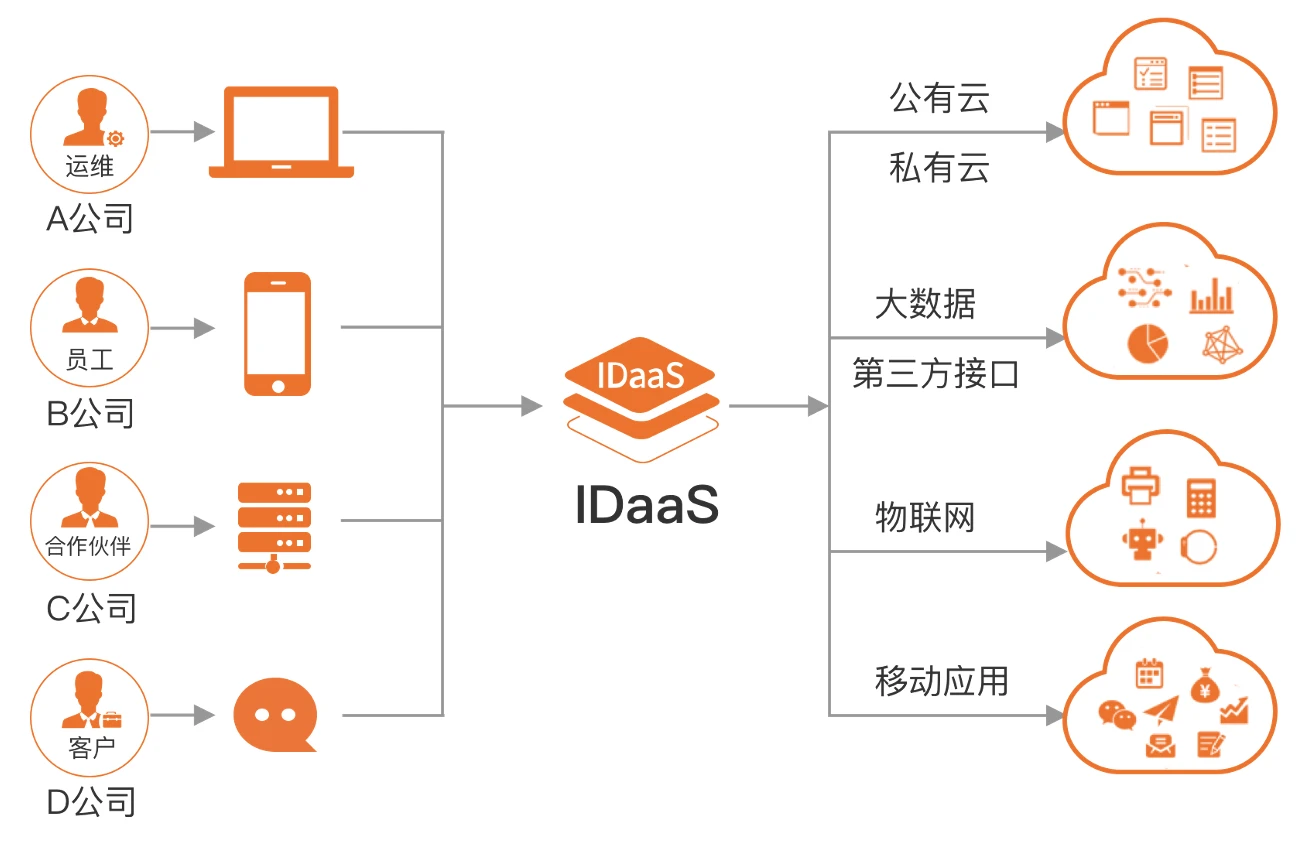 运维
A公司
员工
B公司
合作伙伴
C公司
客户
D公司
IDaaS
IDaaS
公有云
私有云
大数据
第三方接口
物联网
移动应用
¥